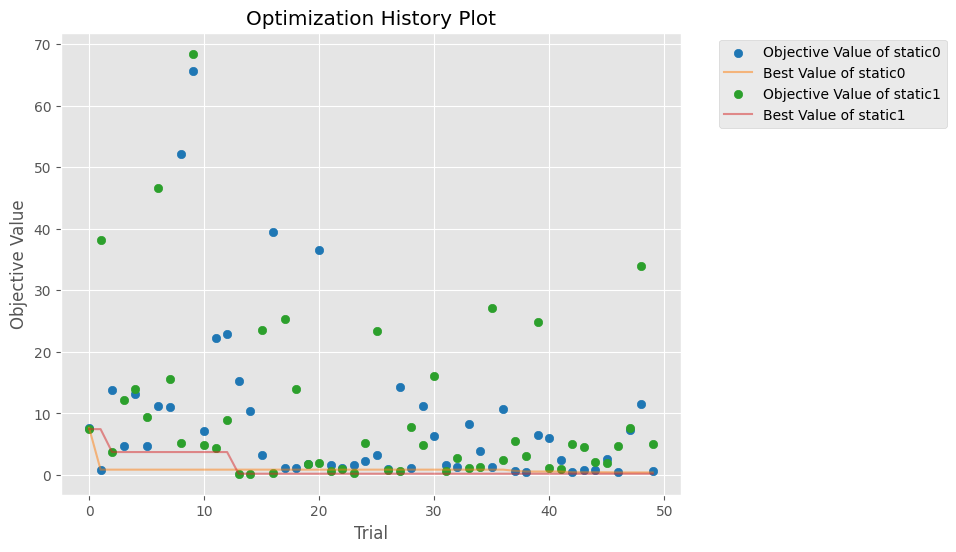 Optimization History Plot
Objective Value of static0
Best Value of static0
Objective Value of static1
Best Value of static1
Objective Value
70
60
50
40
30
20
10
0
0 10 20 30 40 50
Trial